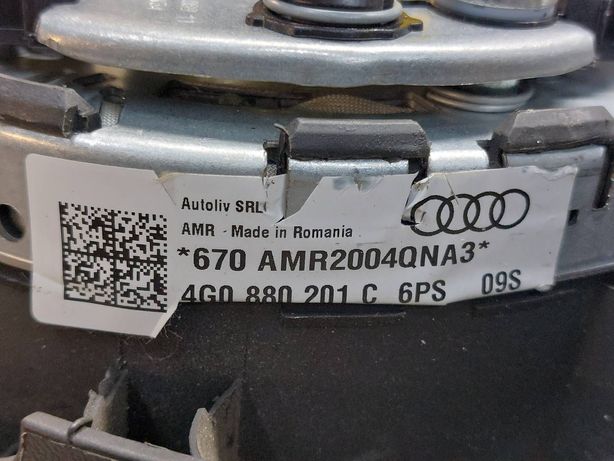 Autoliv SRL
AMR - Made in Romania
*670 AMR2004QNA3*
4G0 880 201 C 6PS 09S